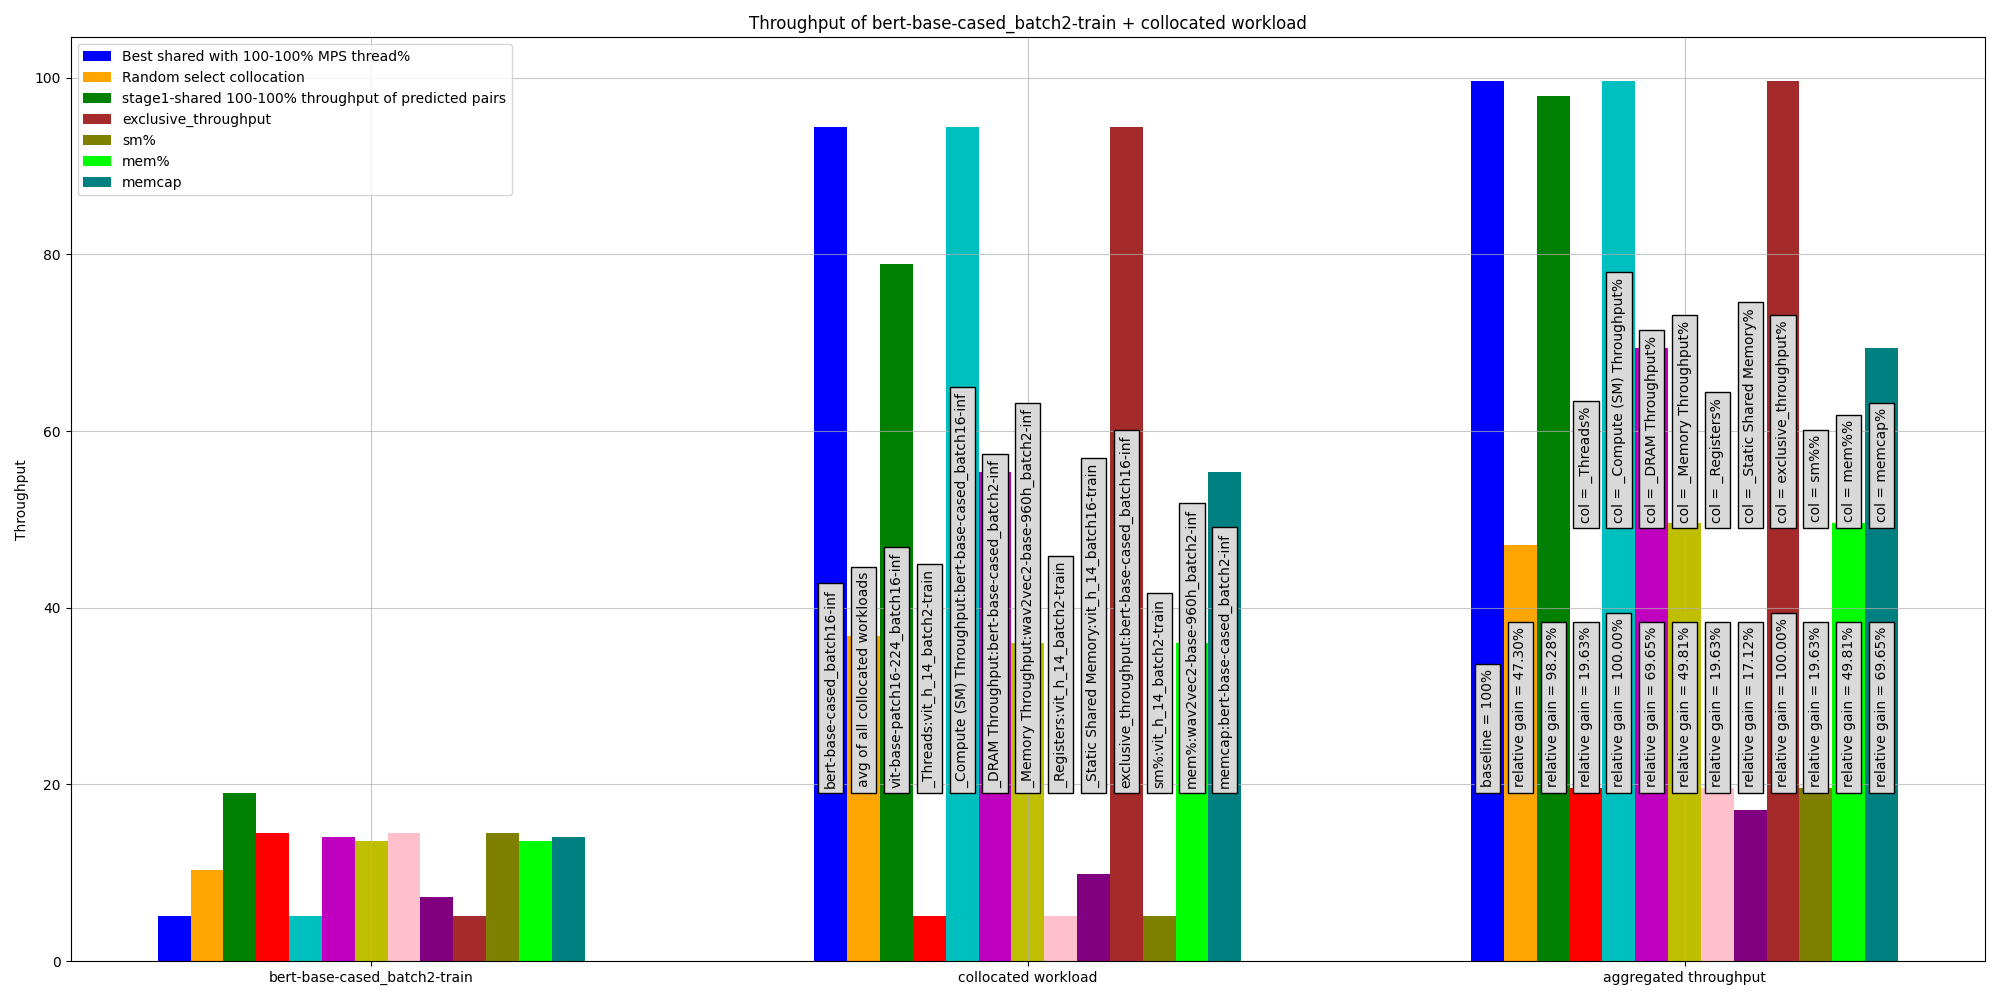 Throughput of bert-base-cased_batch2-train + collocated workload
Best shared with 100-100% MPS thread%
Random select collocation
stage1-shared 100-100% throughput of predicted pairs
exclusive_throughput
sm%
mem%
memcap
Throughput
100
80
60
40
20
0
bert-base-cased_batch16-inf
avg of all collocated workloads
vit-base-patch16-224_batch16-inf
_Threads:vit_h_14_batch2-train
_Compute (SM) Throughput:bert-base-cased_batch16-inf
_DRAM Throughput:bert-base-cased_batch2-inf
_Memory Throughput:wav2vec2-base-960h_batch2-inf
_Registers:vit_h_14_batch2-train
_Static Shared Memory:vit_h_14_batch16-train
exclusive_throughput:bert-base-cased_batch16-inf
sm%:vit_h_14_batch2-train
mem%:wav2vec2-base-960h_batch2-inf
memcap:bert-base-cased_batch2-inf
col = _Threads%
col = _Compute (SM) Throughput%
col = _DRAM Throughput%
col = _Memory Throughput%
col = _Registers%
col = _Static Shared Memory%
col = exclusive_throughput%
col = sm%%
col = mem%%
col = memcap%
baseline = 100%
relative gain = 47.30%
relative gain = 98.28%
relative gain = 19.63%
relative gain = 100.00%
relative gain = 69.65%
relative gain = 49.81%
relative gain = 19.63%
relative gain = 17.12%
relative gain = 100.00%
relative gain = 19.63%
relative gain = 49.81%
relative gain = 69.65%
bert-base-cased_batch2-train
collocated workload
aggregated throughput